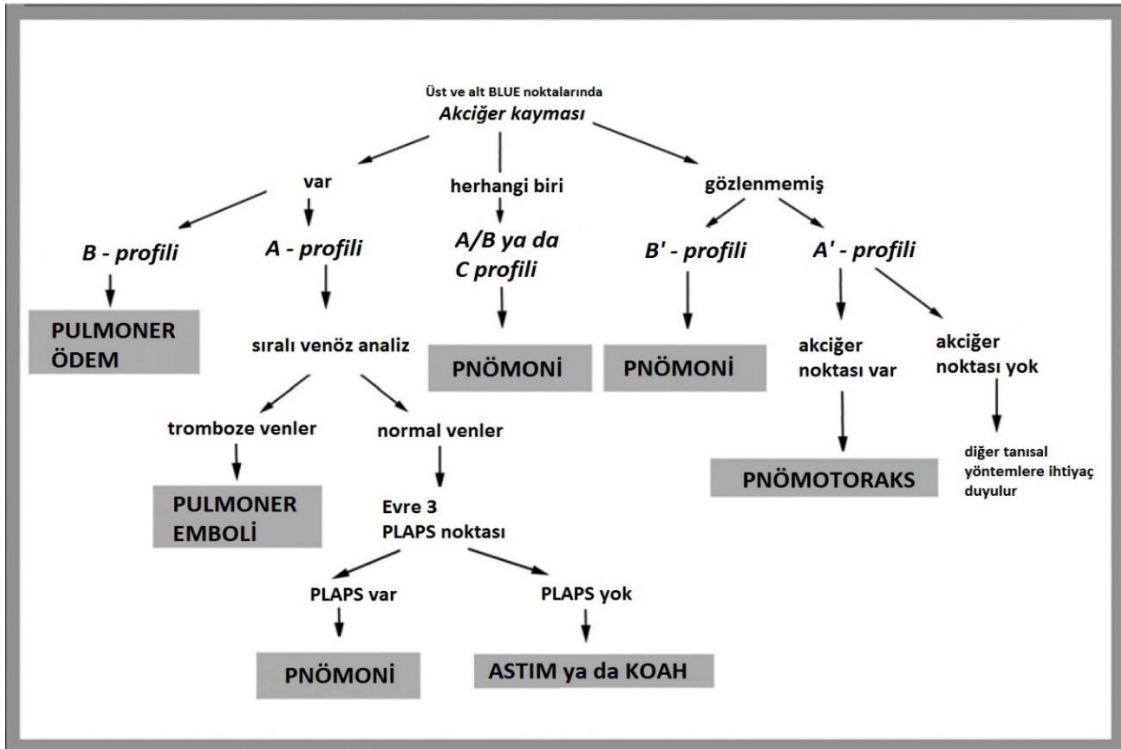 Üst ve alt BLUE noktalarında
Akciğer kayması
var
herhangi biri
gözlenmemiş
B - profili
A - profili
A/B ya da
C profili
B' - profili
A' - profili
PULMONER
ÖDEM
sıralı venöz analiz
PNÖMONİ
PNÖMONİ
akciğer
noktası var
akciğer
noktası yok
tromboze venler
normal venler
PNÖMOTORAKS
diğer tanısal
yöntemlere ihtiyaç
duyulur
PULMONER
EMBOLİ
Evre 3
PLAPS noktası
PLAPS var
PLAPS yok
PNÖMONİ
ASTIM ya da KOAH